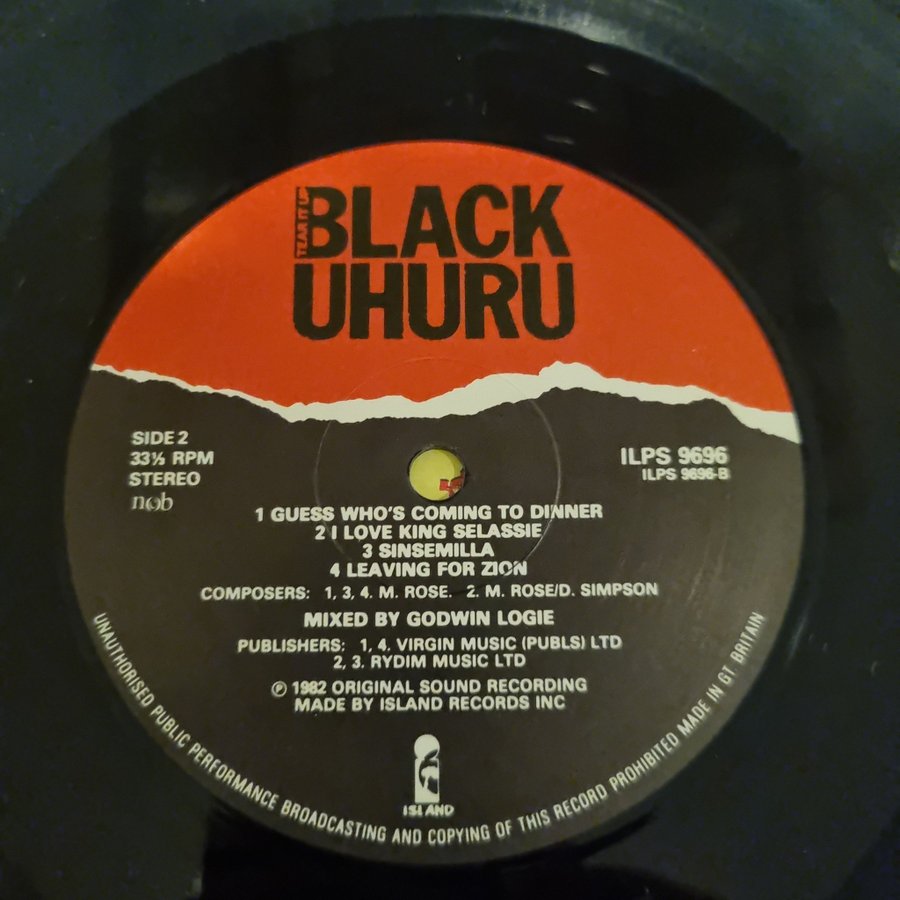 TEAR IT UP
BLACK
UHURU
SIDE 2
33⅓ RPM
STEREO
ncb
ILPS 9696
ILPS 9696-B
1 GUESS WHO'S COMING TO DINNER
2 I LOVE KING SELASSIE
3 SINSEMILLA
4 LEAVING FOR ZION
COMPOSERS: 1, 3, 4. M. ROSE. 2. M. ROSE/D. SIMPSON
MIXED BY GODWIN LOGIE
PUBLISHERS: 1, 4. VIRGIN MUSIC (PUBLS) LTD
2, 3. RYDIM MUSIC LTD
℗ 1982 ORIGINAL SOUND RECORDING
MADE BY ISLAND RECORDS INC
ISLAND
UNAUTHORISED PUBLIC PERFORMANCE BROADCASTING AND COPYING OF THIS RECORD PROHIBITED MADE IN GT. BRITAIN